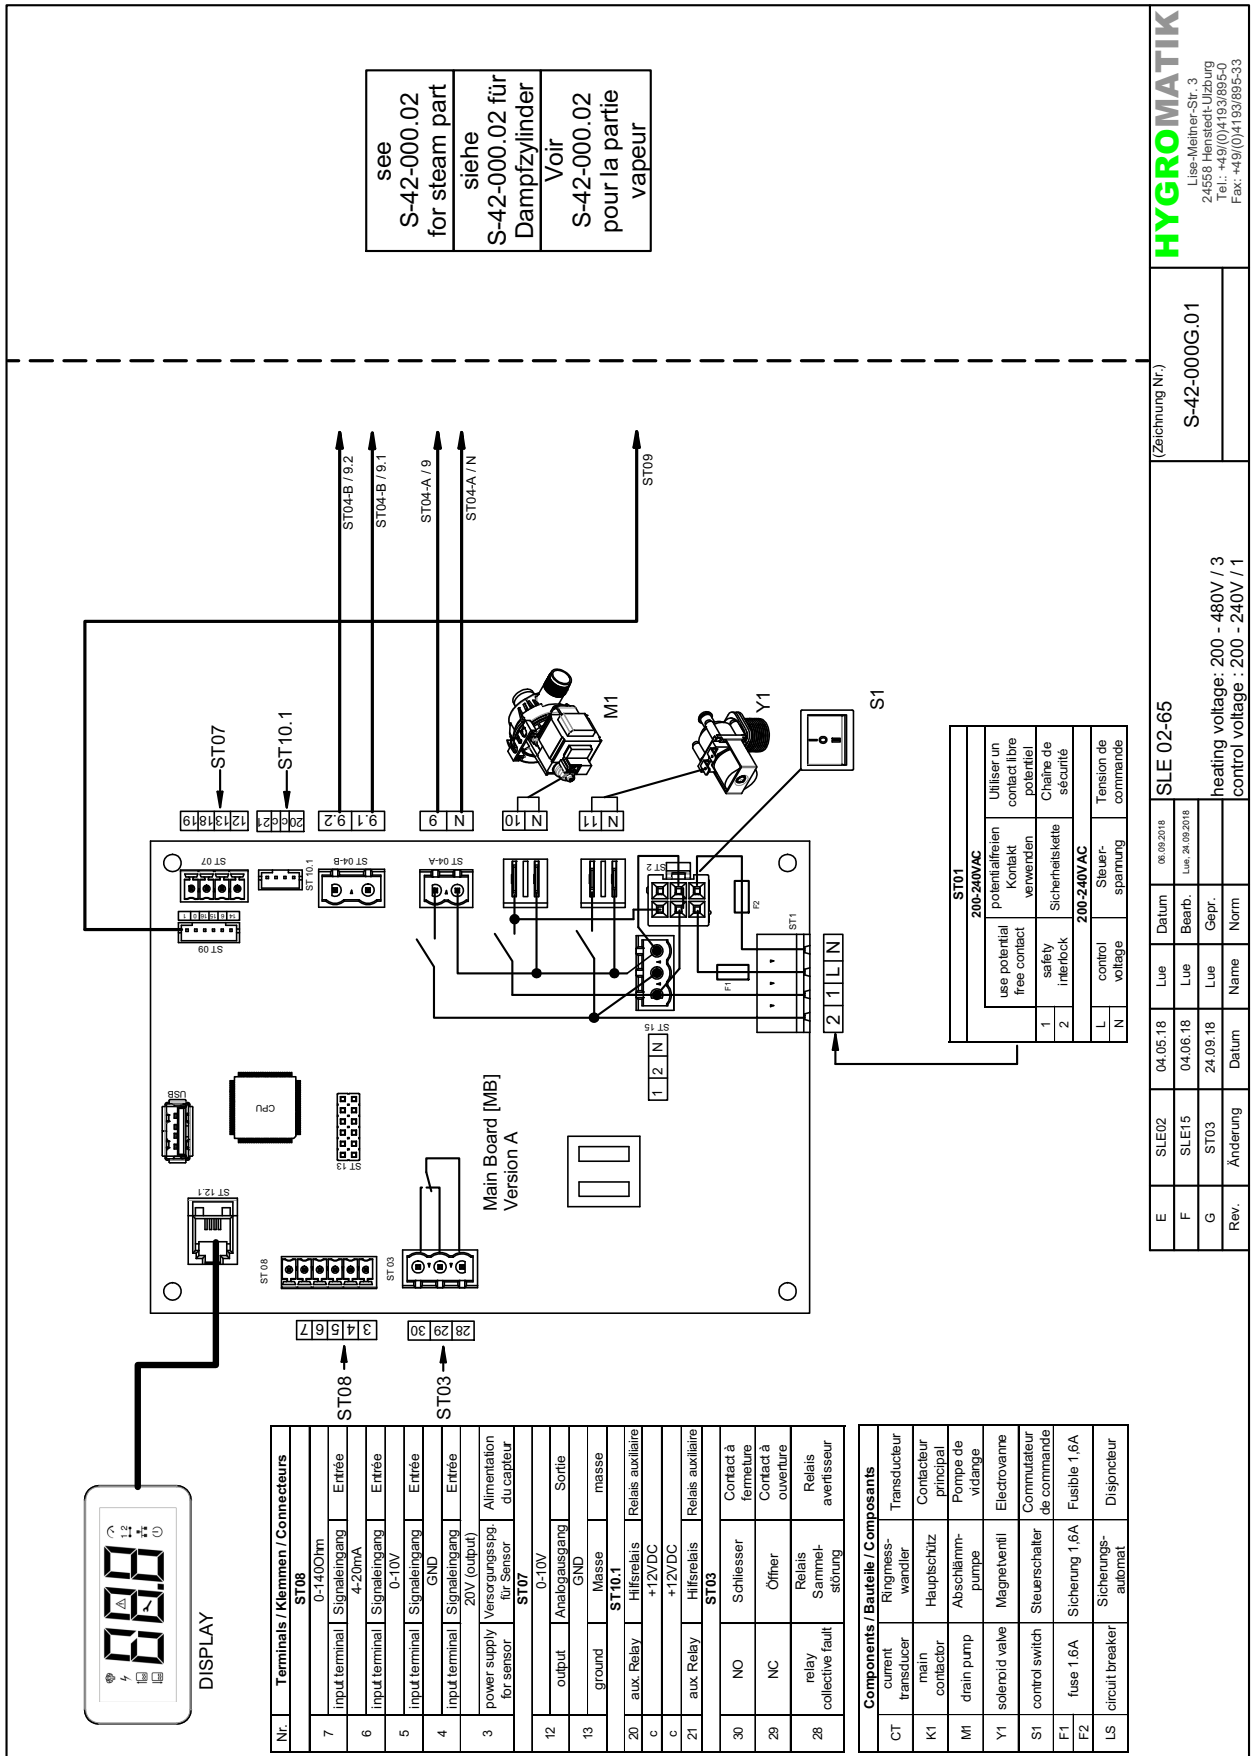 DISPLAY
1.2
Nr.
Terminals / Klemmen / Connecteurs
ST08
7
0-140Ohm
input terminal
Signaleingang
Entrée
6
4-20mA
input terminal
Signaleingang
Entrée
5
0-10V
input terminal
Signaleingang
Entrée
4
GND
input terminal
Signaleingang
Entrée
3
20V (output)
power supply
for sensor
Versorgungsspg.
für Sensor
Alimentation
du capteur
ST07
12
0-10V
output
Analogausgang
Sortie
13
GND
ground
Masse
masse
ST10.1
20
aux. Relay
Hilfsrelais
Relais auxiliaire
c
+12VDC
c
+12VDC
21
aux. Relay
Hilfsrelais
Relais auxiliaire
ST03
30
NO
Schliesser
Contact à
fermeture
29
NC
Öffner
Contact à
ouverture
28
relay
collective fault
Relais
Sammel-
störung
Relais
avertisseur
Components / Bauteile / Composants
CT
current
transducer
Ringmess-
wandler
Transducteur
K1
main
contactor
Hauptschütz
Contacteur
principal
M1
drain pump
Abschlämm-
pumpe
Pompe de
vidange
Y1
solenoid valve
Magnetventil
Electrovanne
S1
control switch
Steuerschalter
Commutateur
de commande
F1
F2
fuse 1.6A
Sicherung 1,6A
Fusible 1,6A
LS
circuit breaker
Sicherungs-
automat
Disjoncteur
ST08
7 6 5 4 3
ST03
30 29 28
ST 12.1
USB
CPU
ST 13
ST 08
ST 03
Main Board [MB]
Version A
ST 09
14 6 15 16 0 1
ST 07
ST 10.1
ST 04-B
ST 04-A
ST 2
F2
F1
ST1
ST 15
1 2 N
2 1 L N
19 18 13 12
ST07
21 c c 20
ST10.1
9.2 9.1
9 N
10 N
11 N
M1
Y1
S1
ST04-B / 9.2
ST04-B / 9.1
ST04-A / 9
ST04-A / N
ST09
ST01
200-240VAC
use potential
free contact
potentialfreien
Kontakt
verwenden
Utiliser un
contact libre
potentiel
1
2
safety
interlock
Sicherheitskette
Chaîne de
sécurité
200-240VAC
L
N
control
voltage
Steuer-
spannung
Tension de
commande
see
S-42-000.02
for steam part
siehe
S-42-000.02 für
Dampfzylinder
Voir
S-42-000.02
pour la partie
vapeur
E
SLE02
04.05.18
Lue
Datum
06.09.2018
F
SLE15
04.06.18
Lue
Bearb.
Lue, 24.09.2018
G
ST03
24.09.18
Lue
Gepr.
Rev.
Änderung
Datum
Name
Norm
SLE 02-65
heating voltage: 200 - 480V / 3
control voltage : 200 - 240V / 1
(Zeichnung Nr.)
S-42-000G.01
HYGROMATIK
Lise-Meitner-Str. 3
24558 Henstedt-Ulzburg
Tel.: +49/(0)4193/895-0
Fax: +49/(0)4193/895-33